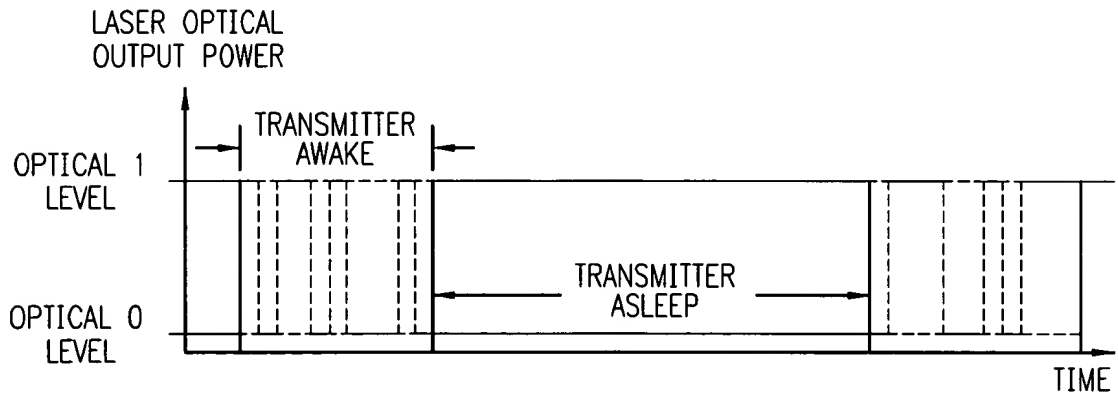 LASER OPTICAL
OUTPUT POWER
TRANSMITTER
AWAKE
OPTICAL 1
LEVEL
TRANSMITTER
ASLEEP
OPTICAL 0
LEVEL
TIME